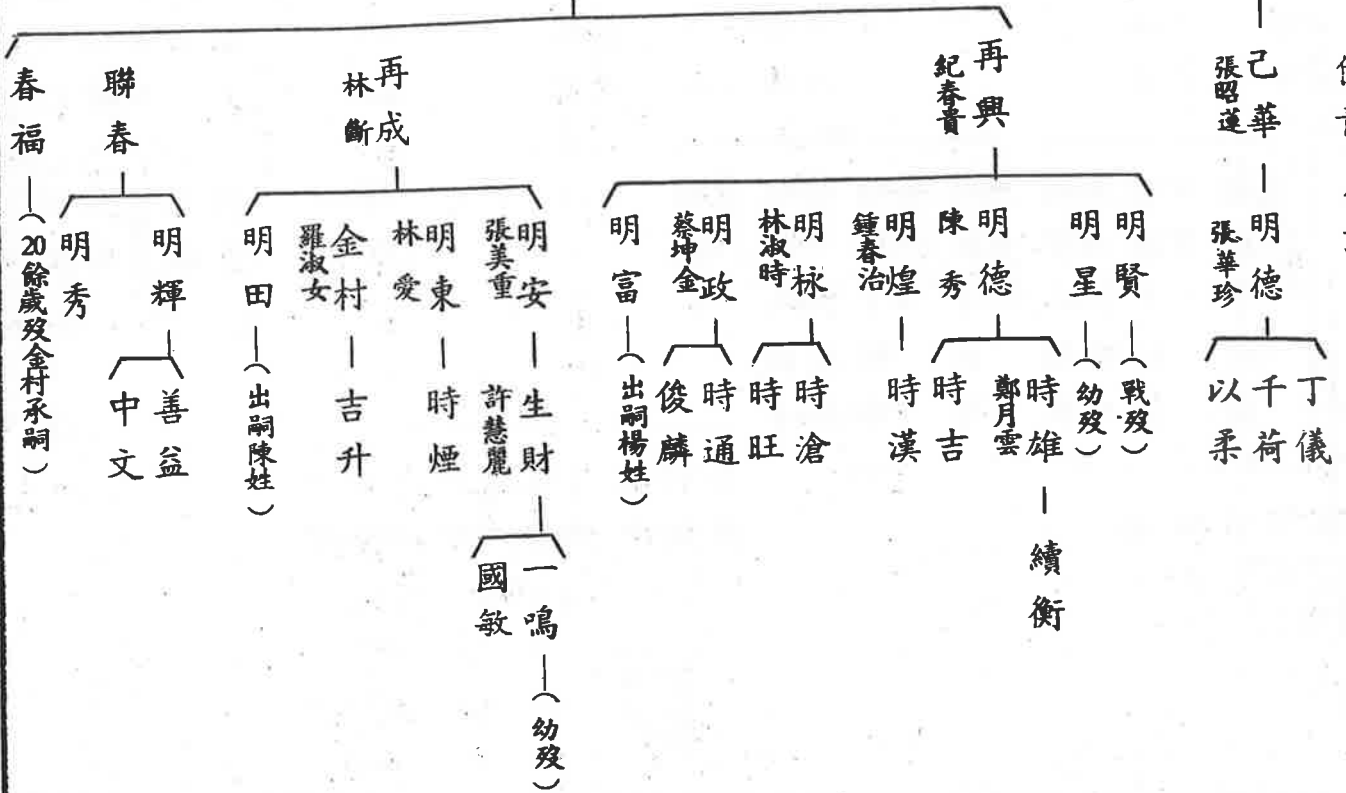 己華
張昭蓮
明德
張華珍
丁儀
千荷
以柔
再興
紀春貴
明賢
（戰歿）
明星
（幼歿）
明德
陳秀
時雄
鄭月雲
續衡
時吉
明煌
鍾春治
時漢
明栐
林淑時
時滄
時旺
明政
蔡坤金
時通
俊麟
明富
（出嗣楊姓）
再成
林斷
明安
張美重
生財
許慧麗
一鳴
（幼歿）
國敏
明東
林愛
時煙
金村
羅淑女
吉升
明田
（出嗣陳姓）
聯春
明輝
善益
中文
明秀
春福
（20餘歲歿金村承嗣）